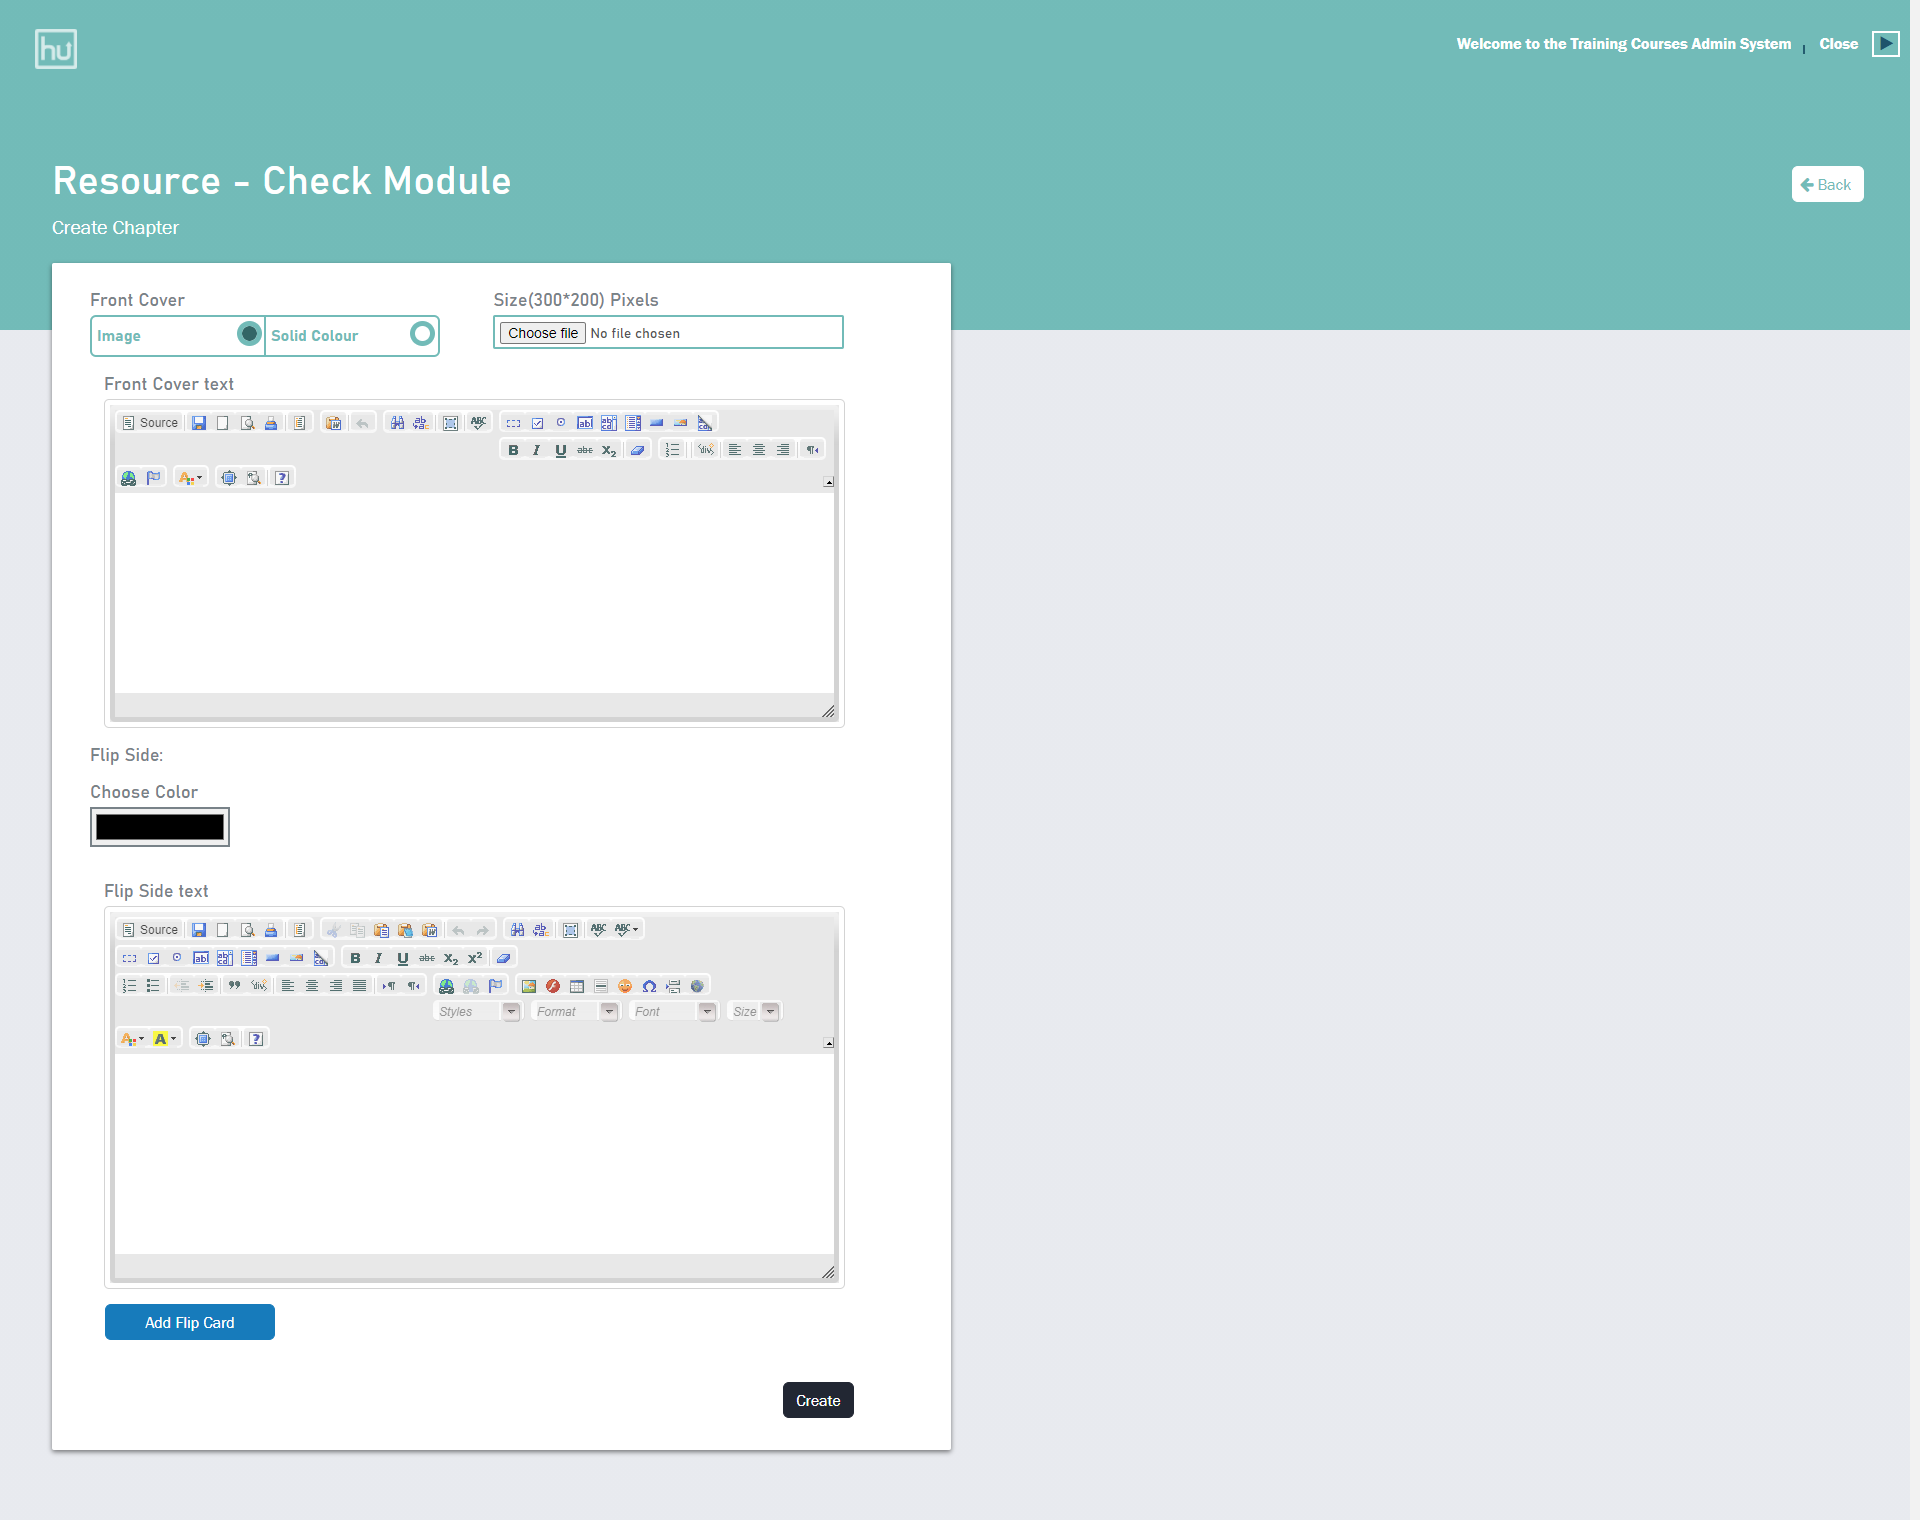 hu
Welcome to the Training Courses Admin System
Close
Resource - Check Module
Back
Create Chapter
Front Cover
Size(300*200) Pixels
Image
Solid Colour
Choose file No file chosen
Front Cover text
Source
Flip Side:
Choose Color
Flip Side text
Source
Styles Format Font Size
Add Flip Card
Create